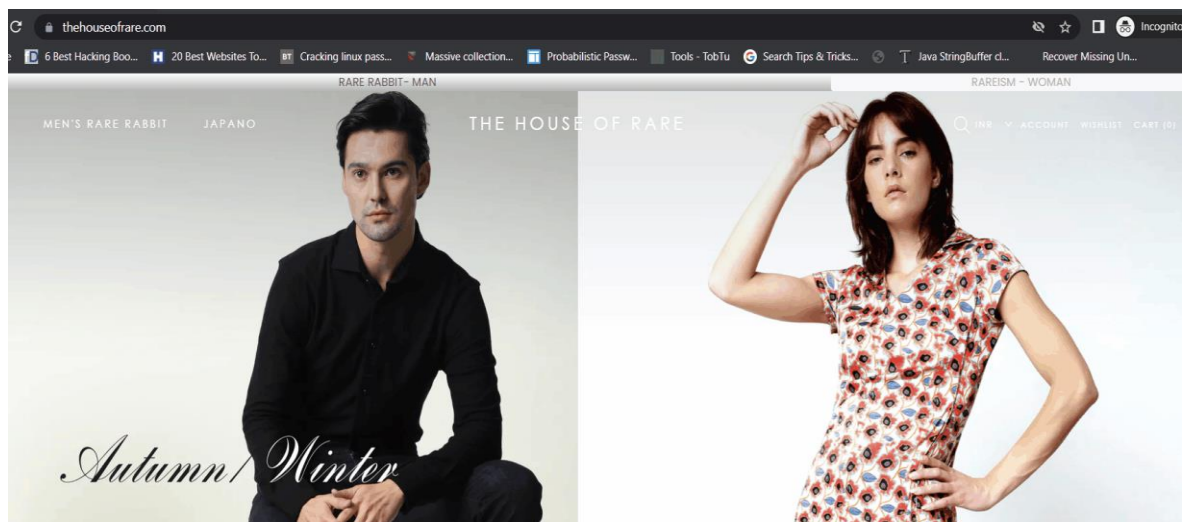 thehouseofrare.com
Incognito
6 Best Hacking Boo... 20 Best Websites To... Cracking linux pass... Massive collection... Probabilistic Passw... Tools - TobTu Search Tips & Tricks... Java StringBuffer cl... Recover Missing Un...
RARE RABBIT- MAN RAREISM - WOMAN
MEN'S RARE RABBIT JAPANO THE HOUSE OF RARE INR ACCOUNT WISHLIST CART (0)
Autumn/ Winter